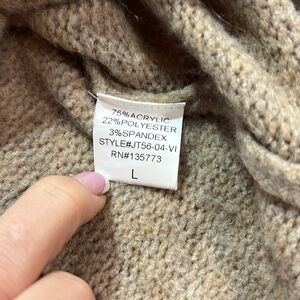 75%ACRYLIC
22%POLYESTER
3%SPANDEX
STYLE#JT56-04-VI
RN#135773
L